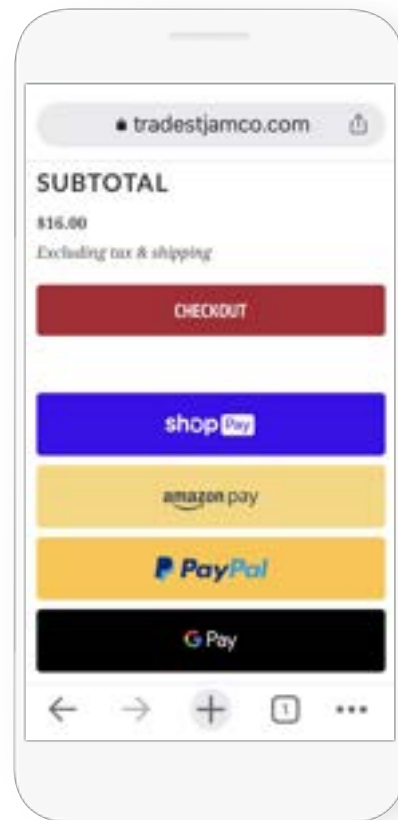 tradestjamco.com
SUBTOTAL
$16.00
Excluding tax & shipping
CHECKOUT
shop Pay
amazon pay
PayPal
G Pay
1